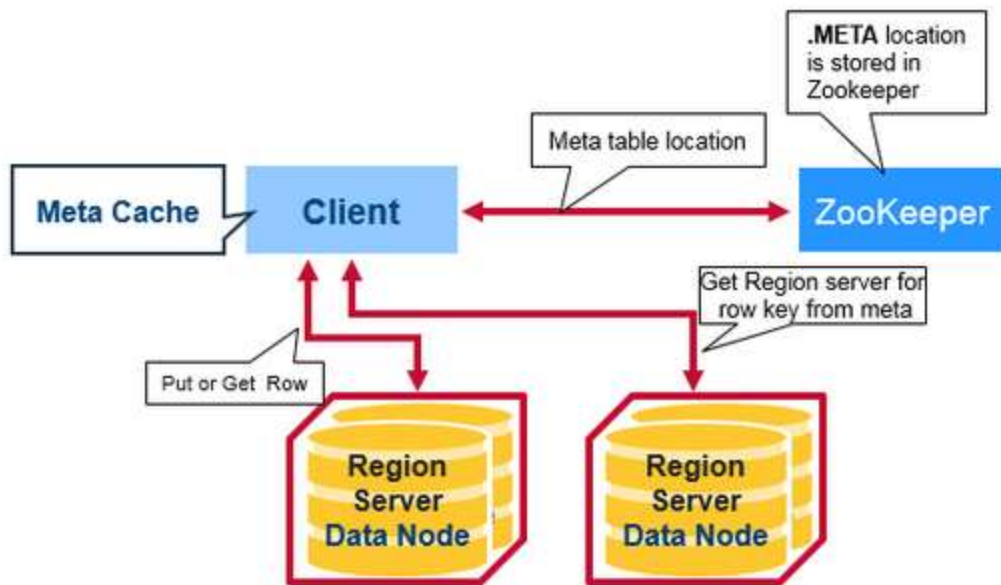 .META location
is stored in
Zookeeper
Meta table location
Meta Cache
Client
ZooKeeper
Get Region server for
row key from meta
Put or Get Row
Region
Server
Data Node
Region
Server
Data Node